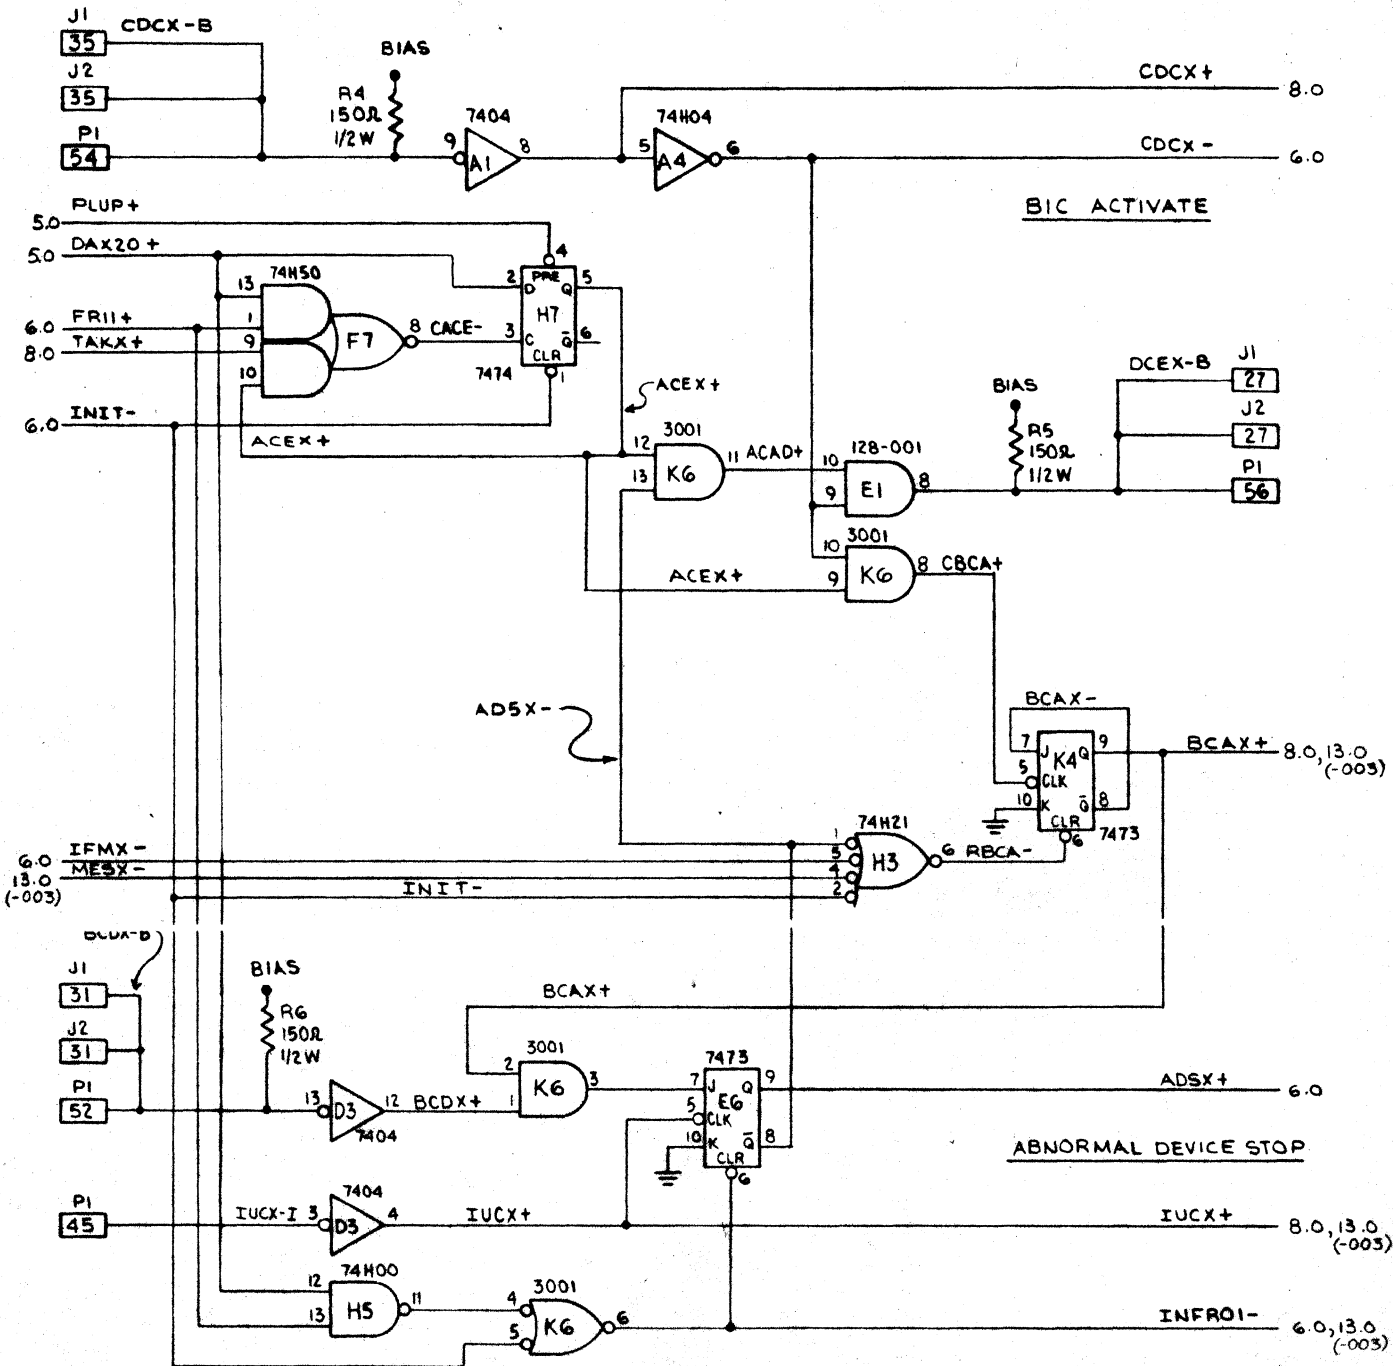 J1
35
CDCX-B
J2
35
P1
54
BIAS
R4
150Ω
1/2W
7404
9
A1
8
74H04
5
A4
6
CDCX+
8.0
CDCX-
6.0
BIC ACTIVATE
5.0
PLUP+
5.0
DAX20+
74H50
13
1
9
10
F7
8
CACE-
6.0
FR11+
8.0
TAKX+
6.0
INIT-
ACEX+
4
PRE
2
D
Q
5
H7
3
C
Q̅
6
CLR
7474
1
ACEX+
3001
12
13
K6
11
ACAD+
128-001
10
9
E1
8
BIAS
R5
150Ω
1/2W
DCEX-B
J1
27
J2
27
P1
56
3001
10
9
K6
8
CBCA+
ACEX+
AD5X-
BCAX-
7
J
K4
Q
9
5
CLK
10
K
Q̅
8
CLR
6
7473
BCAX+
8.0, 13.0
(-003)
74H21
1
5
4
2
H3
6
RBCA-
6.0
IFMX-
13.0
(-003)
MESX-
INIT-
BCDX-B
J1
31
J2
31
P1
52
BIAS
R6
150Ω
1/2W
13
D3
12
7404
BCDX+
BCAX+
3001
2
1
K6
3
7473
7
J
Q
9
E6
5
CLK
10
K
Q̅
8
CLR
6
ADSX+
6.0
ABNORMAL DEVICE STOP
P1
45
IUCX-I
7404
3
D3
4
IUCX+
IUCX+
8.0, 13.0
(-003)
74H00
12
13
H5
11
3001
4
5
K6
6
INFR01-
6.0, 13.0
(-003)